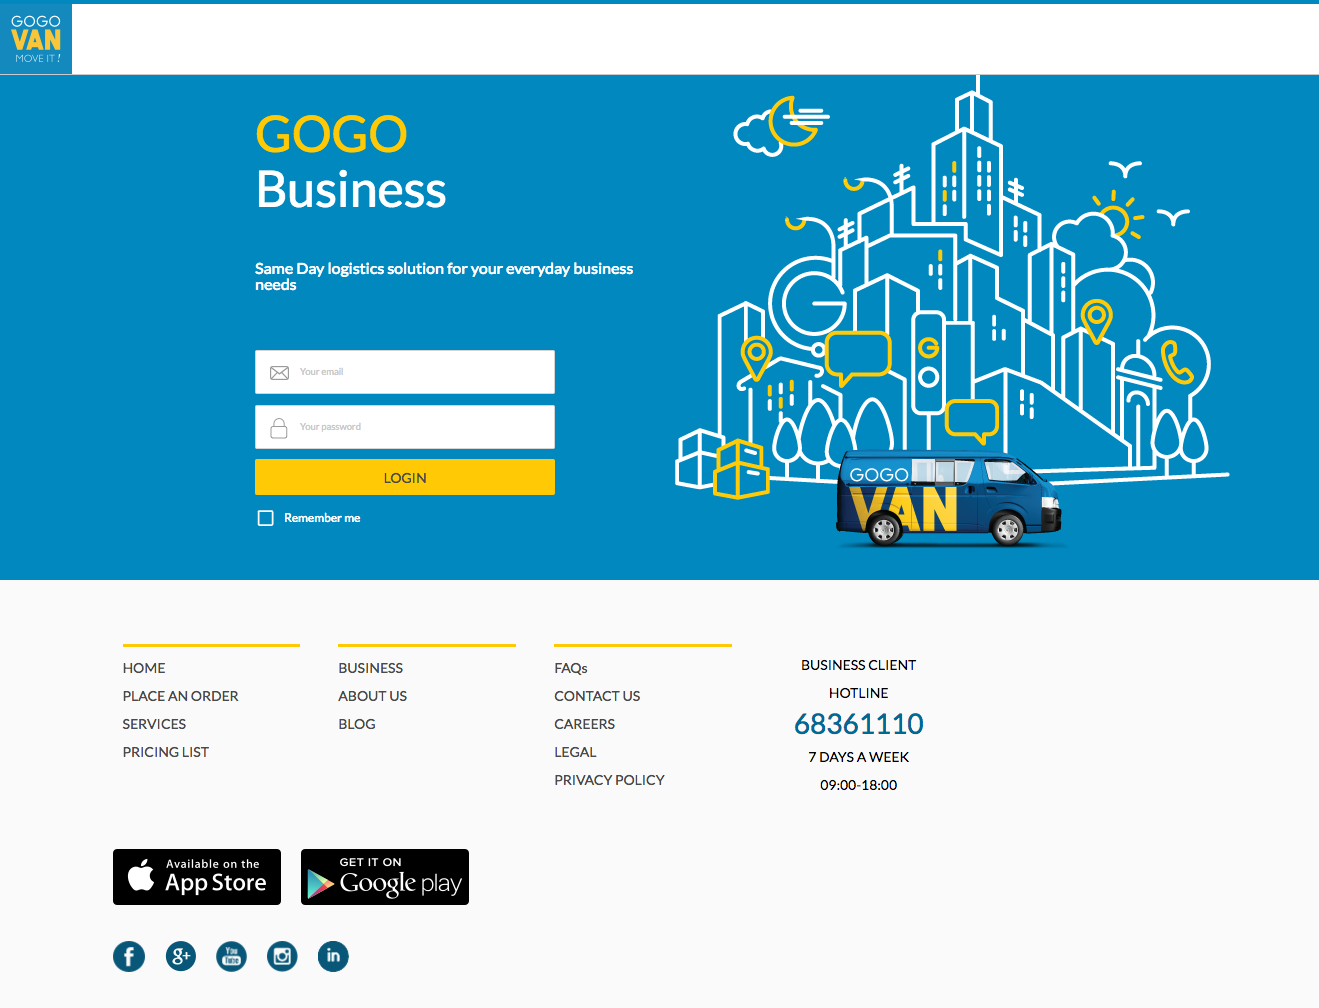 GOGO
VAN
MOVE IT!
GOGO
Business
Same Day logistics solution for your everyday business
needs
Your email
Your password
LOGIN
Remember me
G
GOGO
VAN
HOME
PLACE AN ORDER
SERVICES
PRICING LIST
BUSINESS
ABOUT US
BLOG
FAQs
CONTACT US
CAREERS
LEGAL
PRIVACY POLICY
BUSINESS CLIENT
HOTLINE
68361110
7 DAYS A WEEK
09:00-18:00
Available on the
App Store
GET IT ON
Google play
f
g+
You
Tube
in